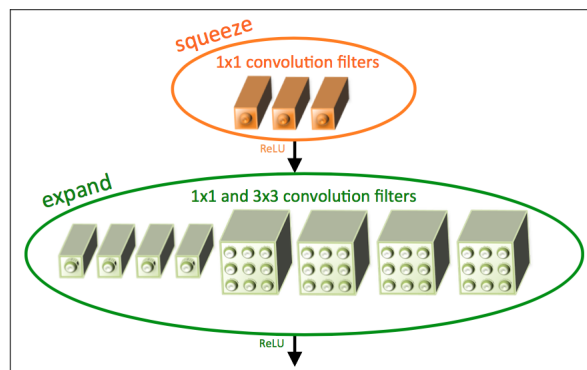 squeeze
1x1 convolution filters
ReLU
expand
1x1 and 3x3 convolution filters
ReLU